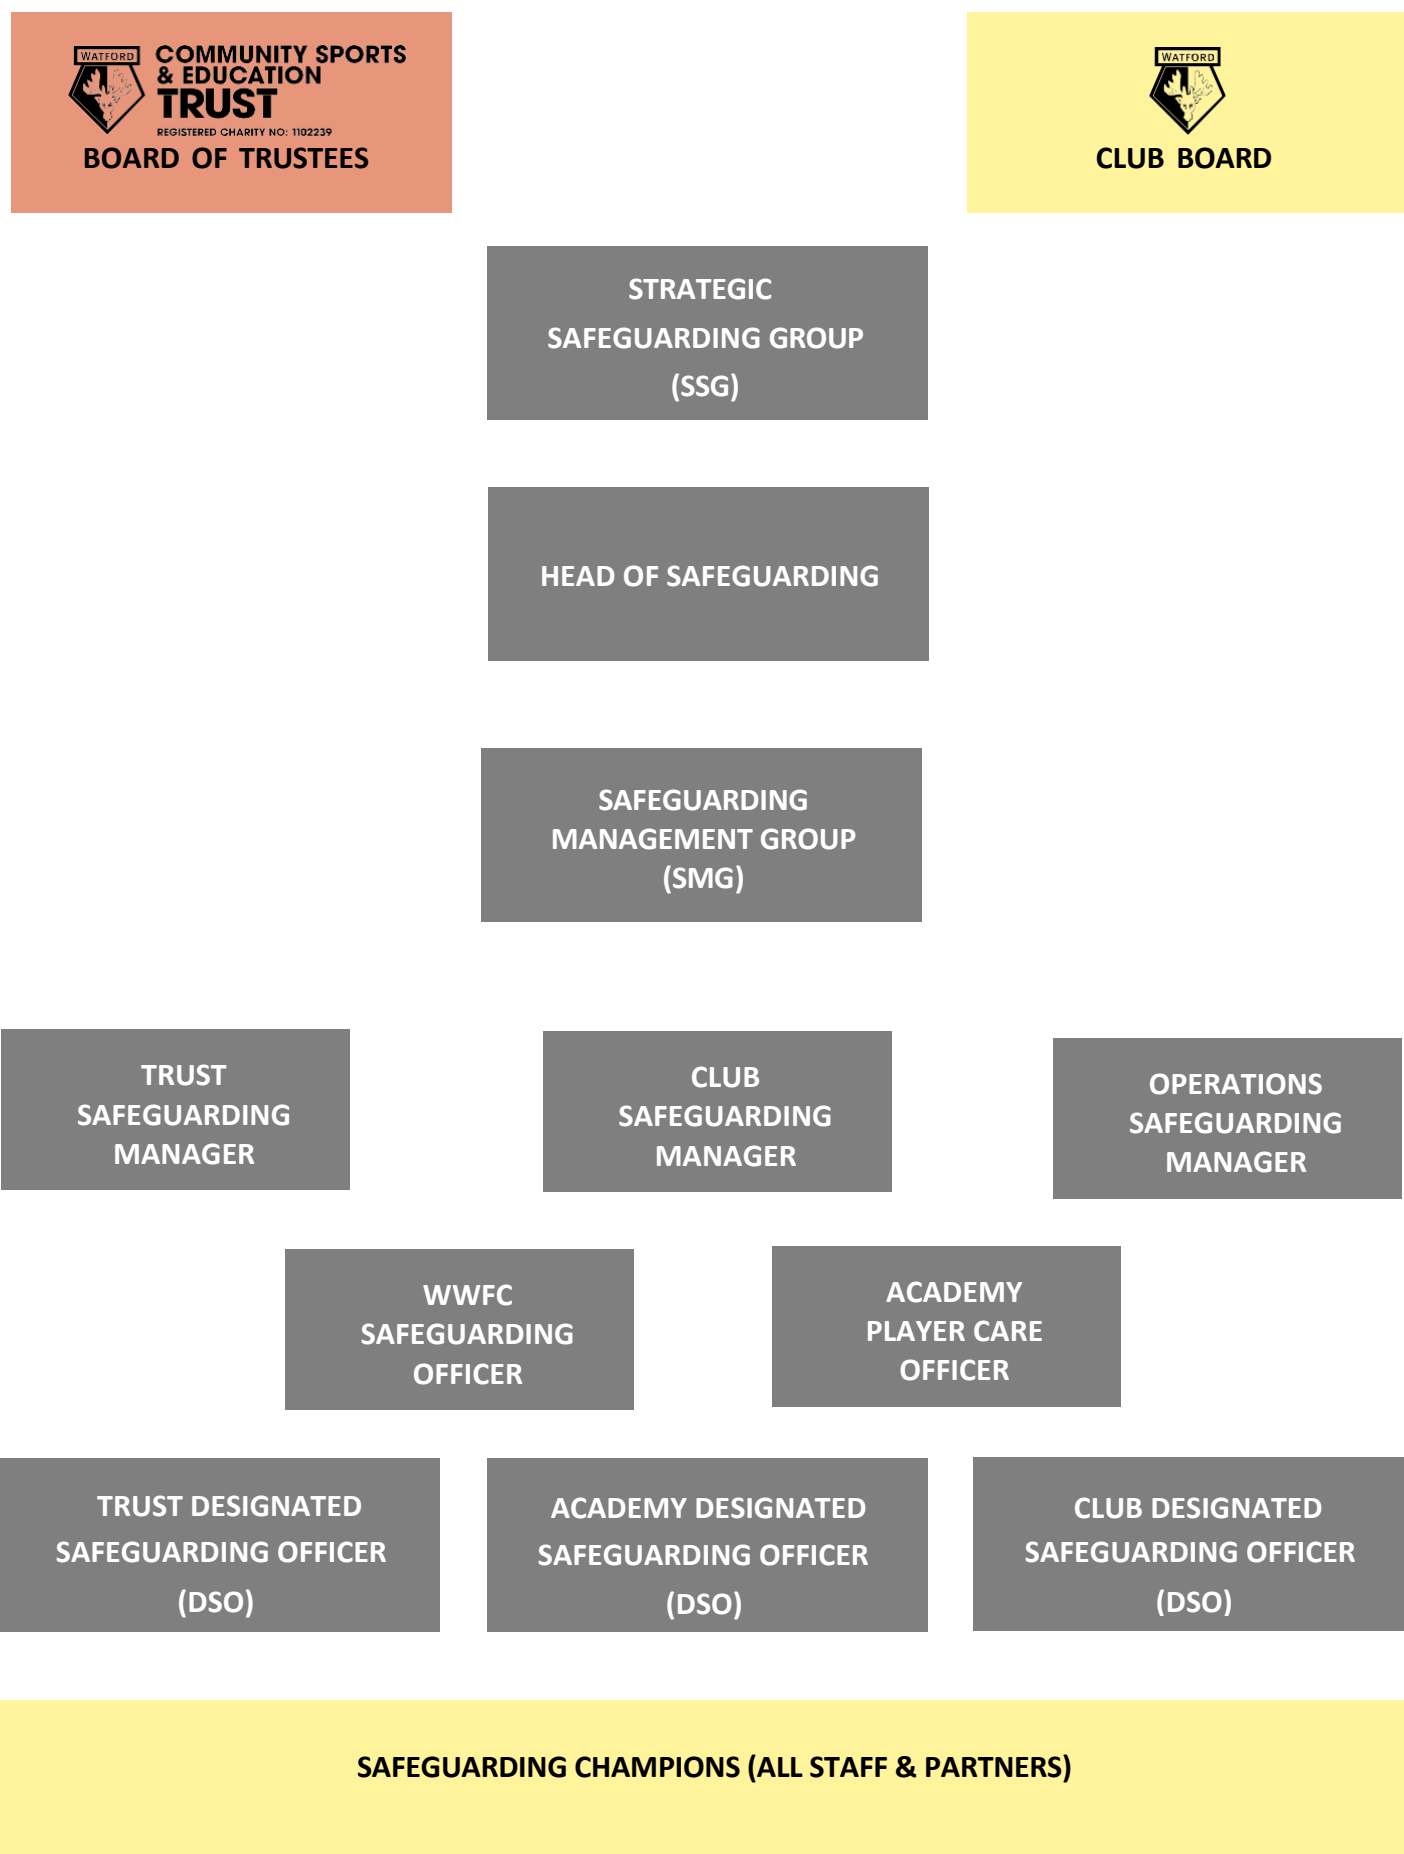 WATFORD
COMMUNITY SPORTS
& EDUCATION
TRUST
REGISTERED CHARITY NO: 1102239
BOARD OF TRUSTEES
WATFORD
CLUB BOARD
STRATEGIC
SAFEGUARDING GROUP
(SSG)
HEAD OF SAFEGUARDING
SAFEGUARDING
MANAGEMENT GROUP
(SMG)
TRUST
SAFEGUARDING
MANAGER
CLUB
SAFEGUARDING
MANAGER
OPERATIONS
SAFEGUARDING
MANAGER
WWFC
SAFEGUARDING
OFFICER
ACADEMY
PLAYER CARE
OFFICER
TRUST DESIGNATED
SAFEGUARDING OFFICER
(DSO)
ACADEMY DESIGNATED
SAFEGUARDING OFFICER
(DSO)
CLUB DESIGNATED
SAFEGUARDING OFFICER
(DSO)
SAFEGUARDING CHAMPIONS (ALL STAFF & PARTNERS)